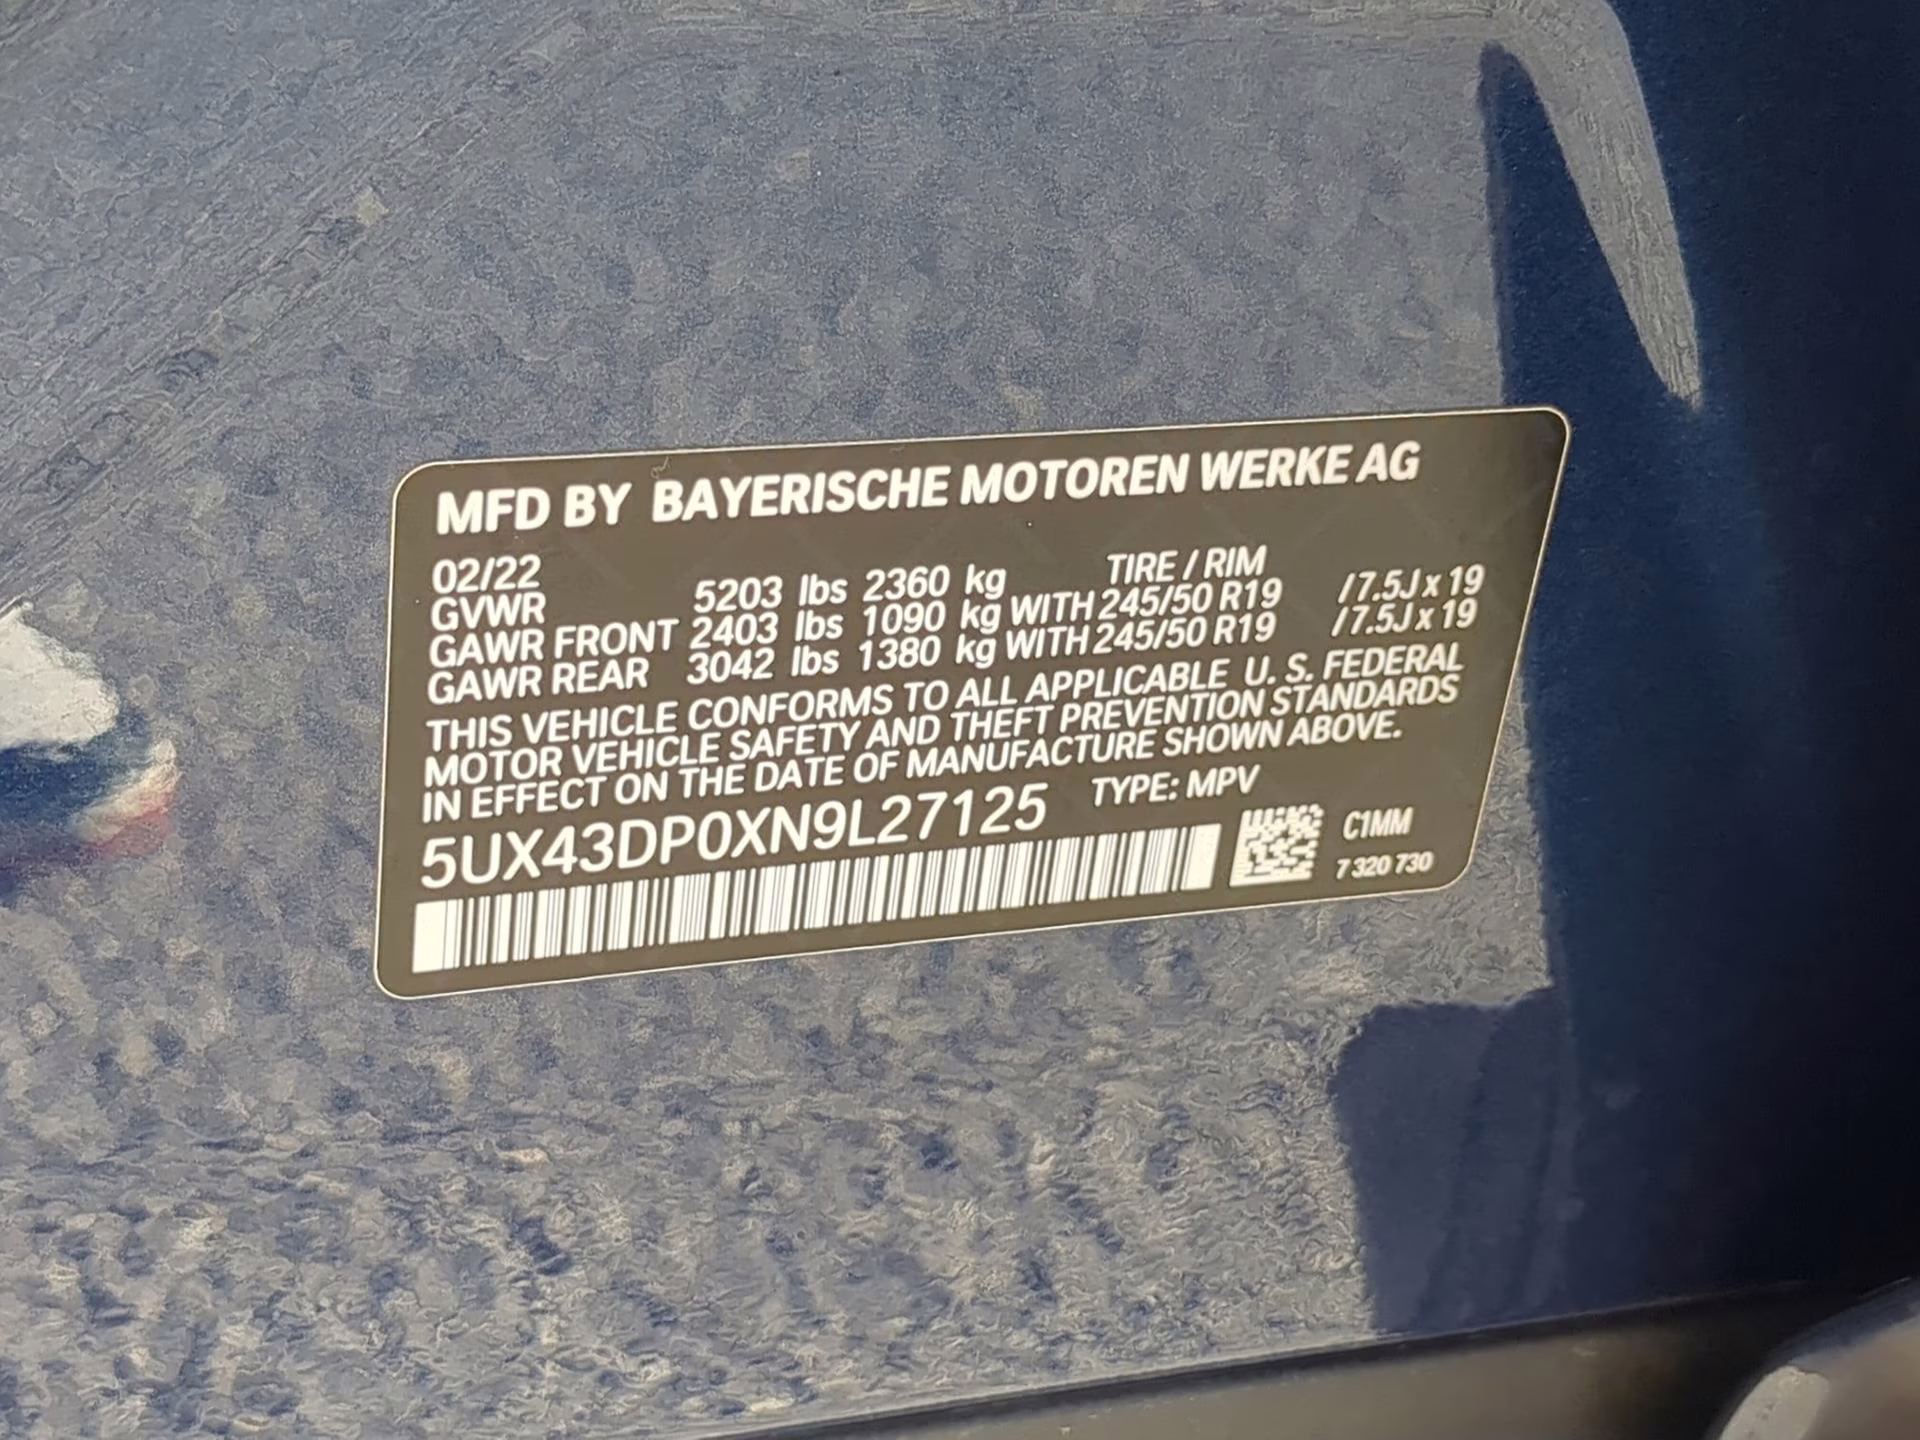 MFD BY BAYERISCHE MOTOREN WERKE AG
02/22 TIRE / RIM
GVWR 5203 lbs 2360 kg
GAWR FRONT 2403 lbs 1090 kg WITH 245/50 R19 /7.5J x 19
GAWR REAR 3042 lbs 1380 kg WITH 245/50 R19 /7.5J x 19
THIS VEHICLE CONFORMS TO ALL APPLICABLE U. S. FEDERAL
MOTOR VEHICLE SAFETY AND THEFT PREVENTION STANDARDS
IN EFFECT ON THE DATE OF MANUFACTURE SHOWN ABOVE.
5UX43DP0XN9L27125 TYPE: MPV
C1MM
7 320 730